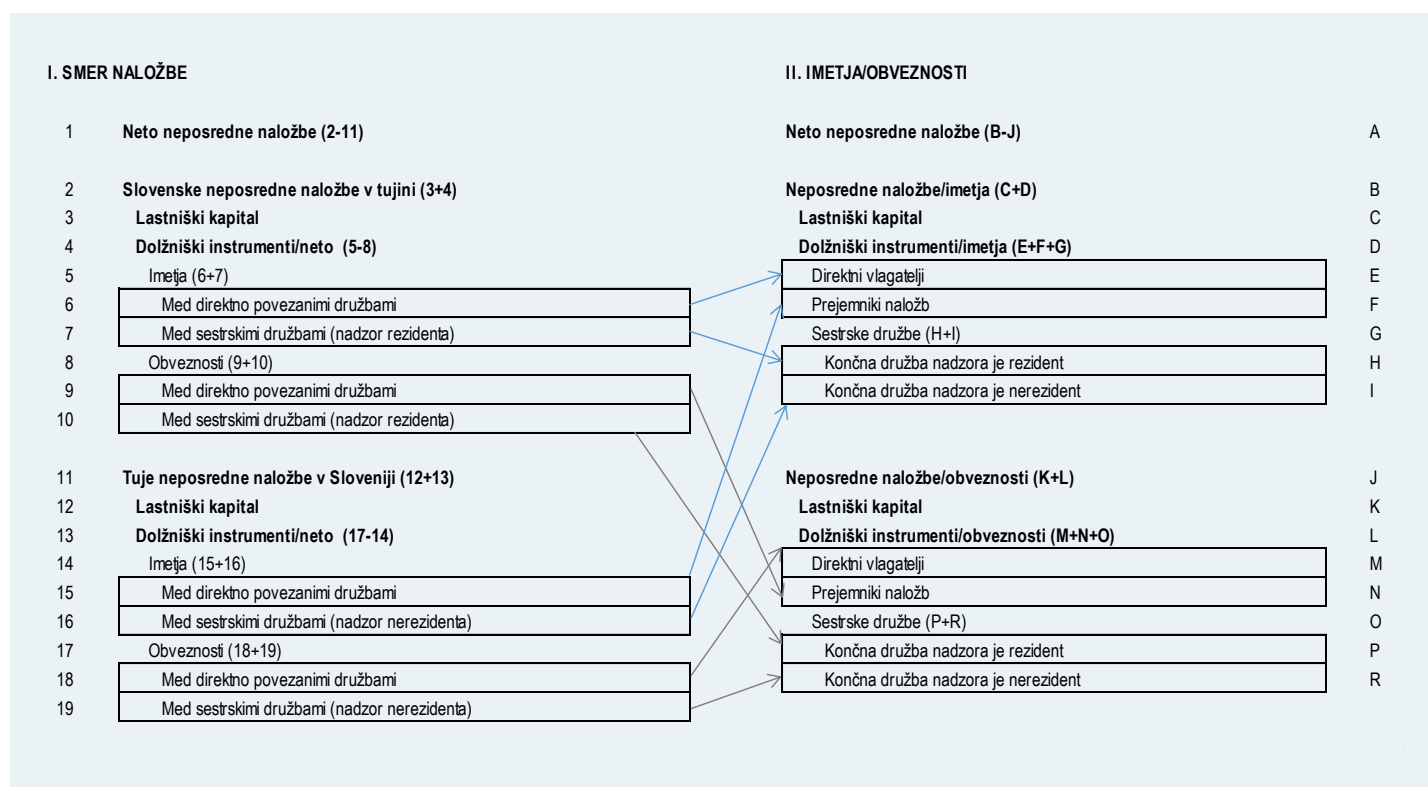 I. SMER NALOŽBE II. IMETJA/OBVEZNOSTI
1 Neto neposredne naložbe (2-11) Neto neposredne naložbe (B-J) A
2 Slovenske neposredne naložbe v tujini (3+4) Neposredne naložbe/imetja (C+D) B
3 Lastniški kapital Lastniški kapital C
4 Dolžniški instrumenti/neto (5-8) Dolžniški instrumenti/imetja (E+F+G) D
5 Imetja (6+7) Direktni vlagatelji E
6 Med direktno povezanimi družbami Prejemniki naložb F
7 Med sestrskimi družbami (nadzor rezidenta) Sestrske družbe (H+I) G
8 Obveznosti (9+10) Končna družba nadzora je rezident H
9 Med direktno povezanimi družbami Končna družba nadzora je nerezident I
10 Med sestrskimi družbami (nadzor rezidenta)
11 Tuje neposredne naložbe v Sloveniji (12+13) Neposredne naložbe/obveznosti (K+L) J
12 Lastniški kapital Lastniški kapital K
13 Dolžniški instrumenti/neto (17-14) Dolžniški instrumenti/obveznosti (M+N+O) L
14 Imetja (15+16) Direktni vlagatelji M
15 Med direktno povezanimi družbami Prejemniki naložb N
16 Med sestrskimi družbami (nadzor nerezidenta) Sestrske družbe (P+R) O
17 Obveznosti (18+19) Končna družba nadzora je rezident P
18 Med direktno povezanimi družbami Končna družba nadzora je nerezident R
19 Med sestrskimi družbami (nadzor nerezidenta)